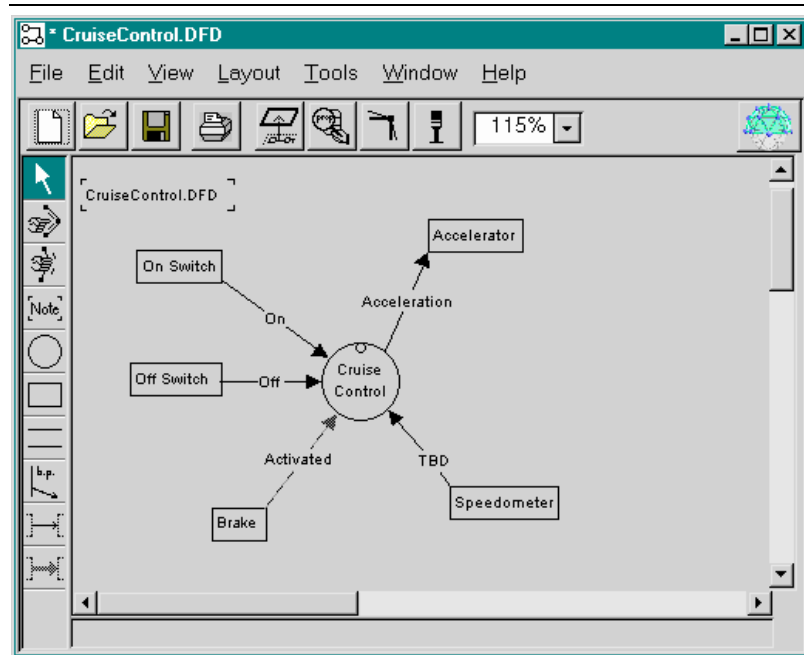 * CruiseControl.DFD
File Edit View Layout Tools Window Help
prop
115%
CruiseControl.DFD
Accelerator
On Switch
Note
Acceleration
On
Cruise
Control
Off Switch
Off
b.p.
Activated
TBD
Speedometer
Brake